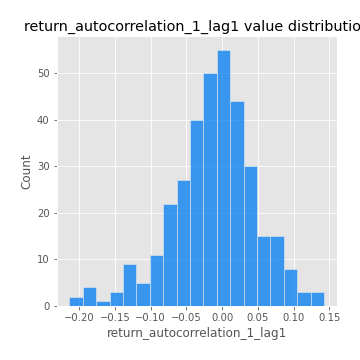 return_autocorrelation_1_lag1 value distributio
50
40
30
20
10
0
Count
−0.20 −0.15 −0.10 −0.05 0.00 0.05 0.10 0.15
return_autocorrelation_1_lag1